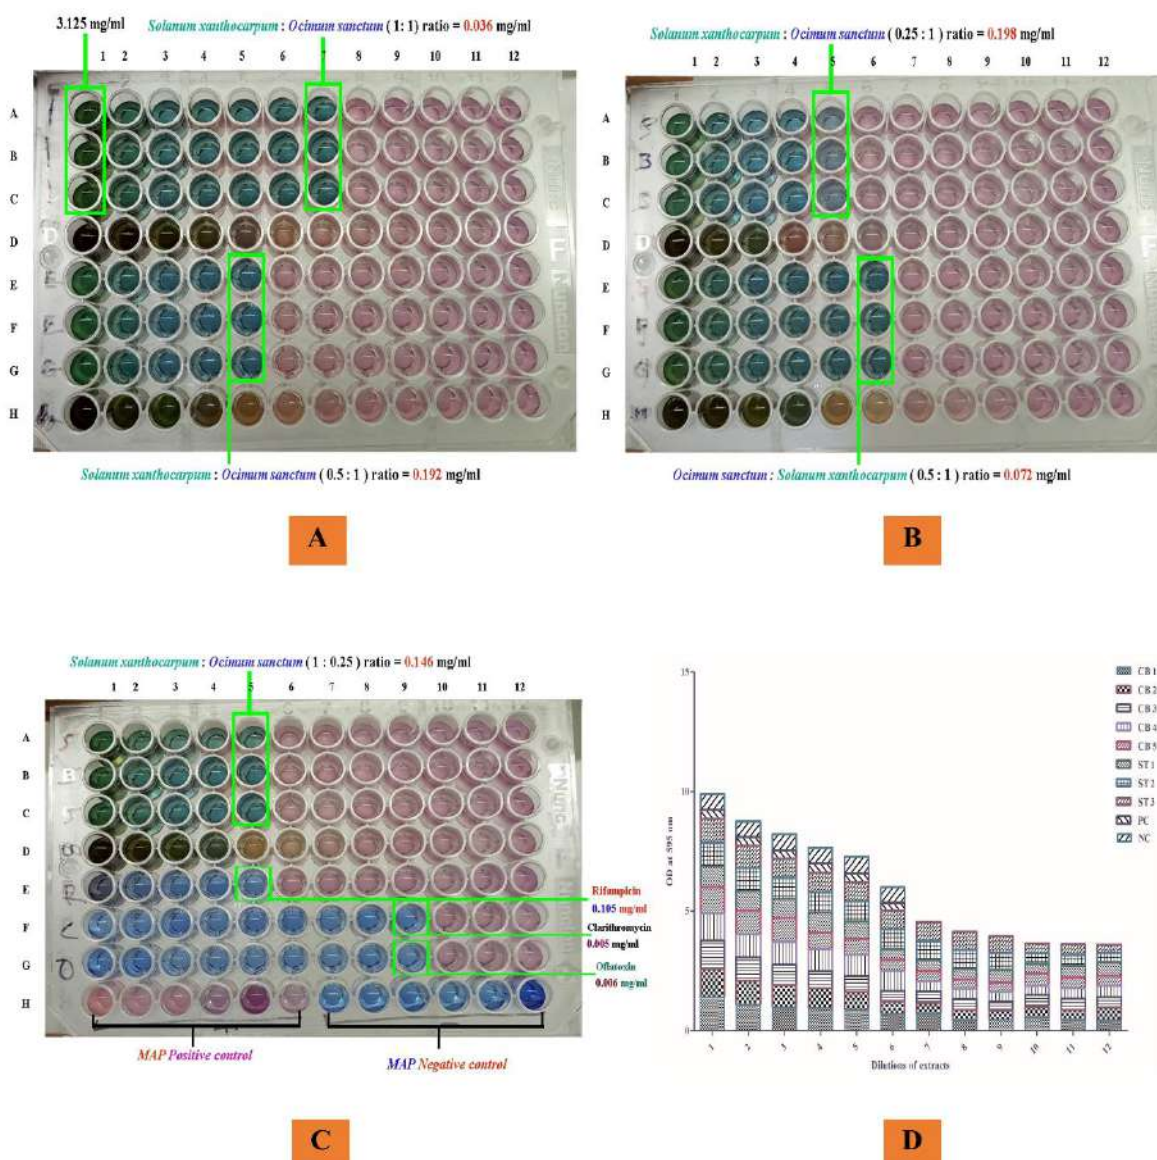 3.125 mg/ml
Solanum xanthocarpum : Ocimum sanctum ( 1: 1) ratio = 0.036 mg/ml
1 2 3 4 5 6 7 8 9 10 11 12
A
B
C
D
E
F
G
H
Solanum xanthocarpum : Ocimum sanctum ( 0.5 : 1 ) ratio = 0.192 mg/ml
A
Solanum xanthocarpum : Ocimum sanctum ( 0.25 : 1 ) ratio = 0.198 mg/ml
1 2 3 4 5 6 7 8 9 10 11 12
A
B
C
D
E
F
G
H
Ocimum sanctum : Solanum xanthocarpum ( 0.5 : 1 ) ratio = 0.072 mg/ml
B
Solanum xanthocarpum : Ocimum sanctum ( 1 : 0.25 ) ratio = 0.146 mg/ml
1 2 3 4 5 6 7 8 9 10 11 12
A
B
C
D
E
F
G
H
Rifampicin
0.105 mg/ml
Clarithromycin
0.005 mg/ml
0.006 mg/ml
MAP Positive control
MAP Negative control
C
15
10
5
0
OD at 595 nm
1 2 3 4 5 6 7 8 9 10 11 12
Dilutions of extracts
CB 1
CB 2
CB 3
CB 4
CB 5
ST 1
ST 2
ST 3
PC
NC
D